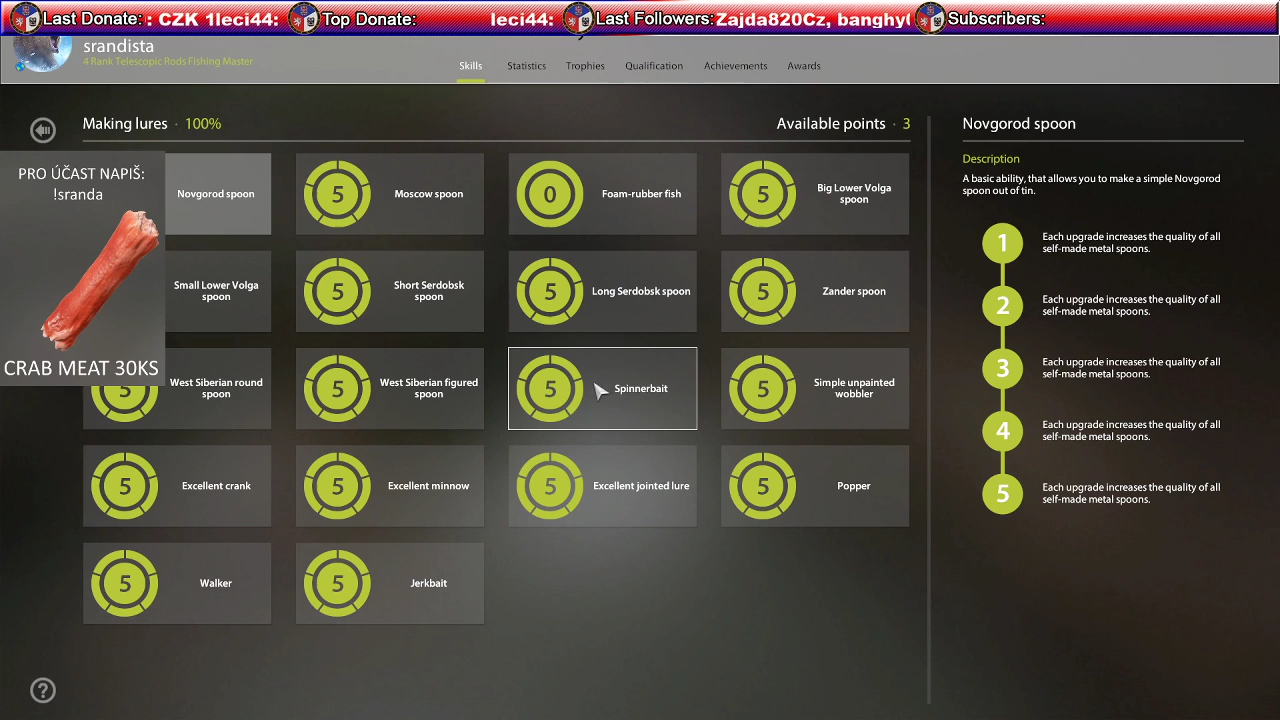 Last Donate: : CZK 1leci44: Top Donate: leci44: Last Followers: Zajda820Cz, banghy Subscribers:
srandista
4 Rank Telescopic Rods Fishing Master
Skills Statistics Trophies Qualification Achievements Awards
Making lures · 100% Available points · 3
PRO ÚČAST NAPIŠ:
!sranda
CRAB MEAT 30KS
Novgorod spoon
5 Moscow spoon
0 Foam-rubber fish
5 Big Lower Volga
spoon
Small Lower Volga
spoon
5 Short Serdobsk
spoon
5 Long Serdobsk spoon
5 Zander spoon
5 West Siberian round
spoon
5 West Siberian figured
spoon
5 Spinnerbait
5 Simple unpainted
wobbler
5 Excellent crank
5 Excellent minnow
5 Excellent jointed lure
5 Popper
5 Walker
5 Jerkbait
Novgorod spoon
Description
A basic ability, that allows you to make a simple Novgorod
spoon out of tin.
1 Each upgrade increases the quality of all
self-made metal spoons.
2 Each upgrade increases the quality of all
self-made metal spoons.
3 Each upgrade increases the quality of all
self-made metal spoons.
4 Each upgrade increases the quality of all
self-made metal spoons.
5 Each upgrade increases the quality of all
self-made metal spoons.
?